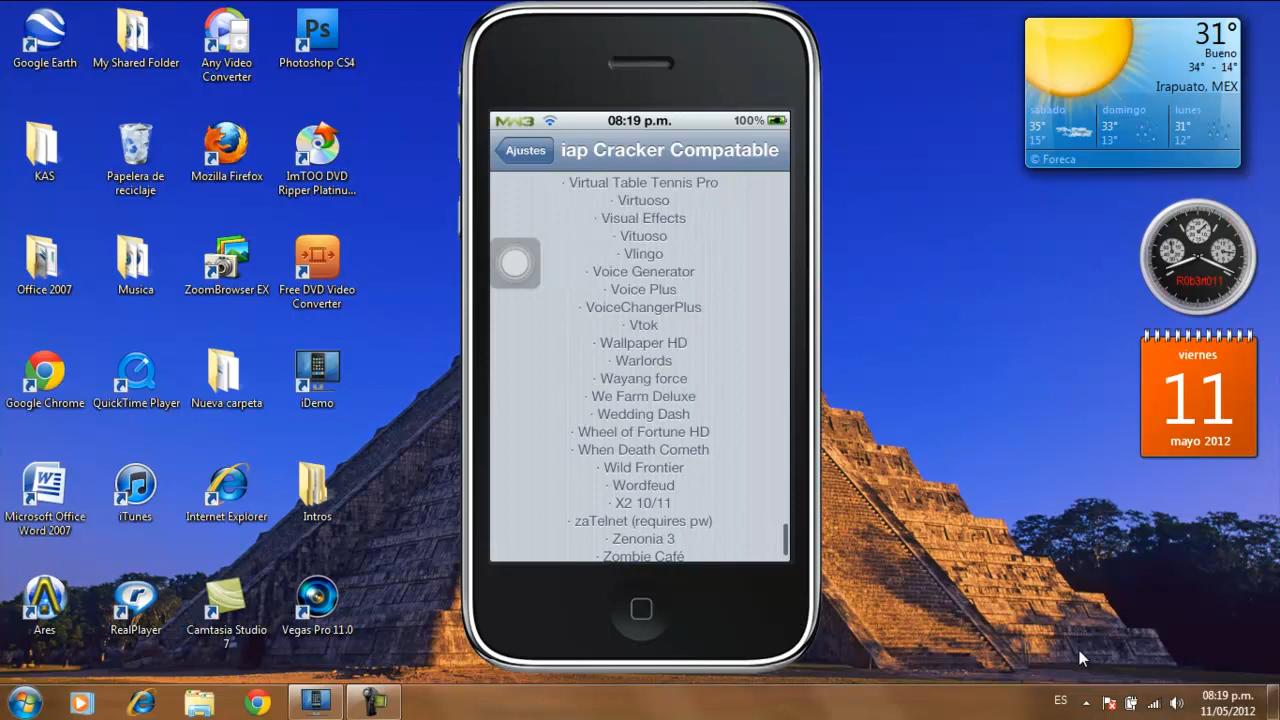 Google Earth
My Shared Folder
Any Video
Converter
Ps
Photoshop CS4
KAS
Papelera de
reciclaje
Mozilla Firefox
ImTOO DVD
Ripper Platinu...
Office 2007
Musica
ZoomBrowser EX
Free DVD Video
Converter
Google Chrome
QuickTime Player
Nueva carpeta
iDemo
Microsoft Office
Word 2007
iTunes
Internet Explorer
Intros
Ares
RealPlayer
Camtasia Studio
7
Vegas Pro 11.0
MW3
08:19 p.m.
100%
Ajustes
iap Cracker Compatable
· Virtual Table Tennis Pro
· Virtuoso
· Visual Effects
· Vituoso
· Vlingo
· Voice Generator
· Voice Plus
· VoiceChangerPlus
· Vtok
· Wallpaper HD
· Warlords
· Wayang force
· We Farm Deluxe
· Wedding Dash
· Wheel of Fortune HD
· When Death Cometh
· Wild Frontier
· Wordfeud
· X2 10/11
· zaTelnet (requires pw)
· Zenonia 3
· Zombie Café
31°
Bueno
34° - 14°
Irapuato, MEX
sábado
35°
15°
domingo
33°
13°
lunes
31°
12°
© Foreca
R0b3rt011
viernes
11
mayo 2012
ES
08:19 p.m.
11/05/2012